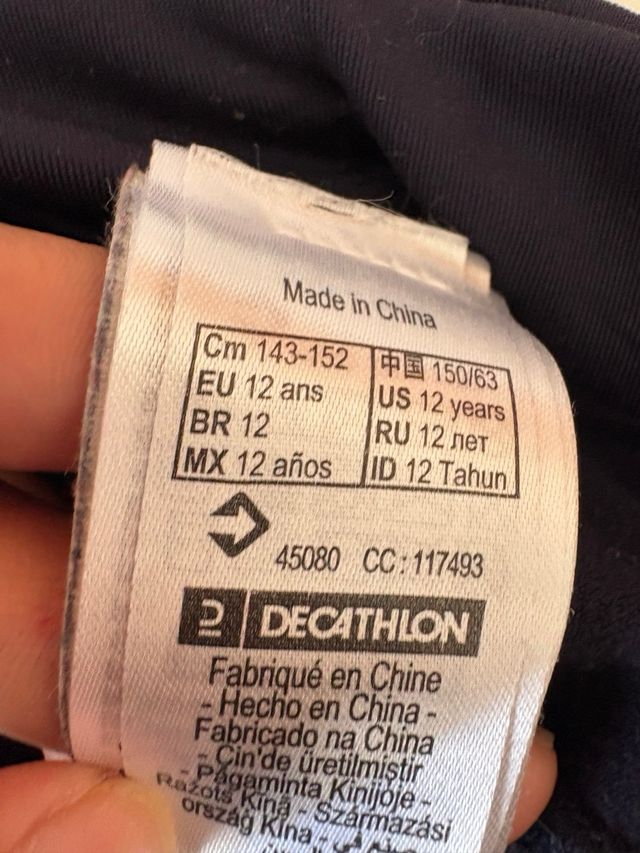 Made in China
Cm 143-152
EU 12 ans
BR 12
MX 12 años
中国 150/63
US 12 years
RU 12 лет
ID 12 Tahun
45080 CC : 117493
DECATHLON
Fabriqué en Chine
- Hecho en China -
Fabricado na China
- Çin'de üretilmiştir
- Pagaminta Kinijoje -
Ražots Ķīnā - Származási
ország Kína -